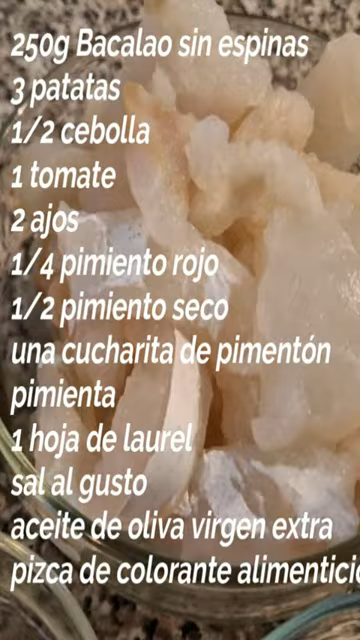 250g Bacalao sin espinas
3 patatas
1/2 cebolla
1 tomate
2 ajos
1/4 pimiento rojo
1/2 pimiento seco
una cucharita de pimentón
pimienta
1 hoja de laurel
sal al gusto
aceite de oliva virgen extra
pizca de colorante alimentici